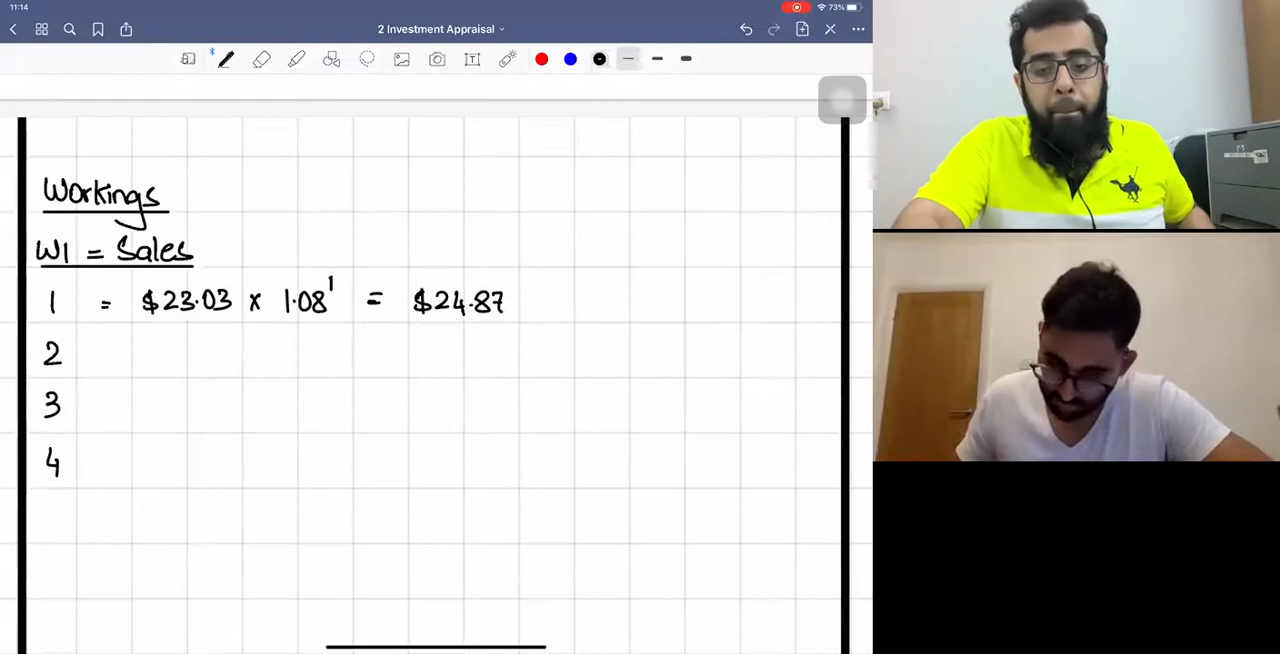 11:14
73%
2 Investment Appraisal
Workings
W1 = Sales
1 = $23.03 x 1.08¹ = $24.87
2
3
4